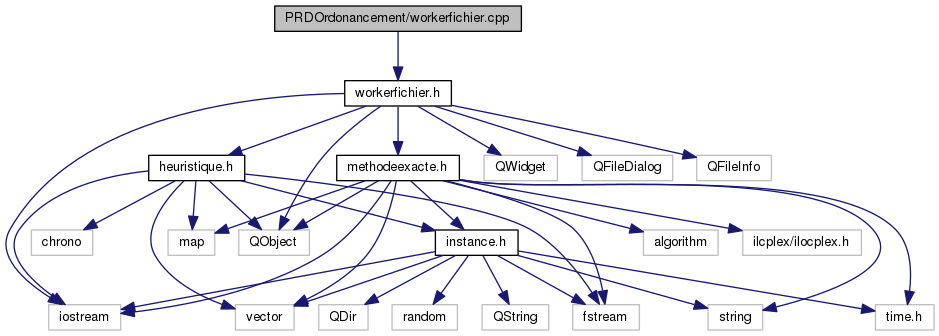 PRDOrdonancement/workerfichier.cpp
workerfichier.h
heuristique.h
methodeexacte.h
QWidget
QFileDialog
QFileInfo
chrono
map
QObject
instance.h
algorithm
ilcplex/ilocplex.h
iostream
vector
QDir
random
QString
fstream
string
time.h